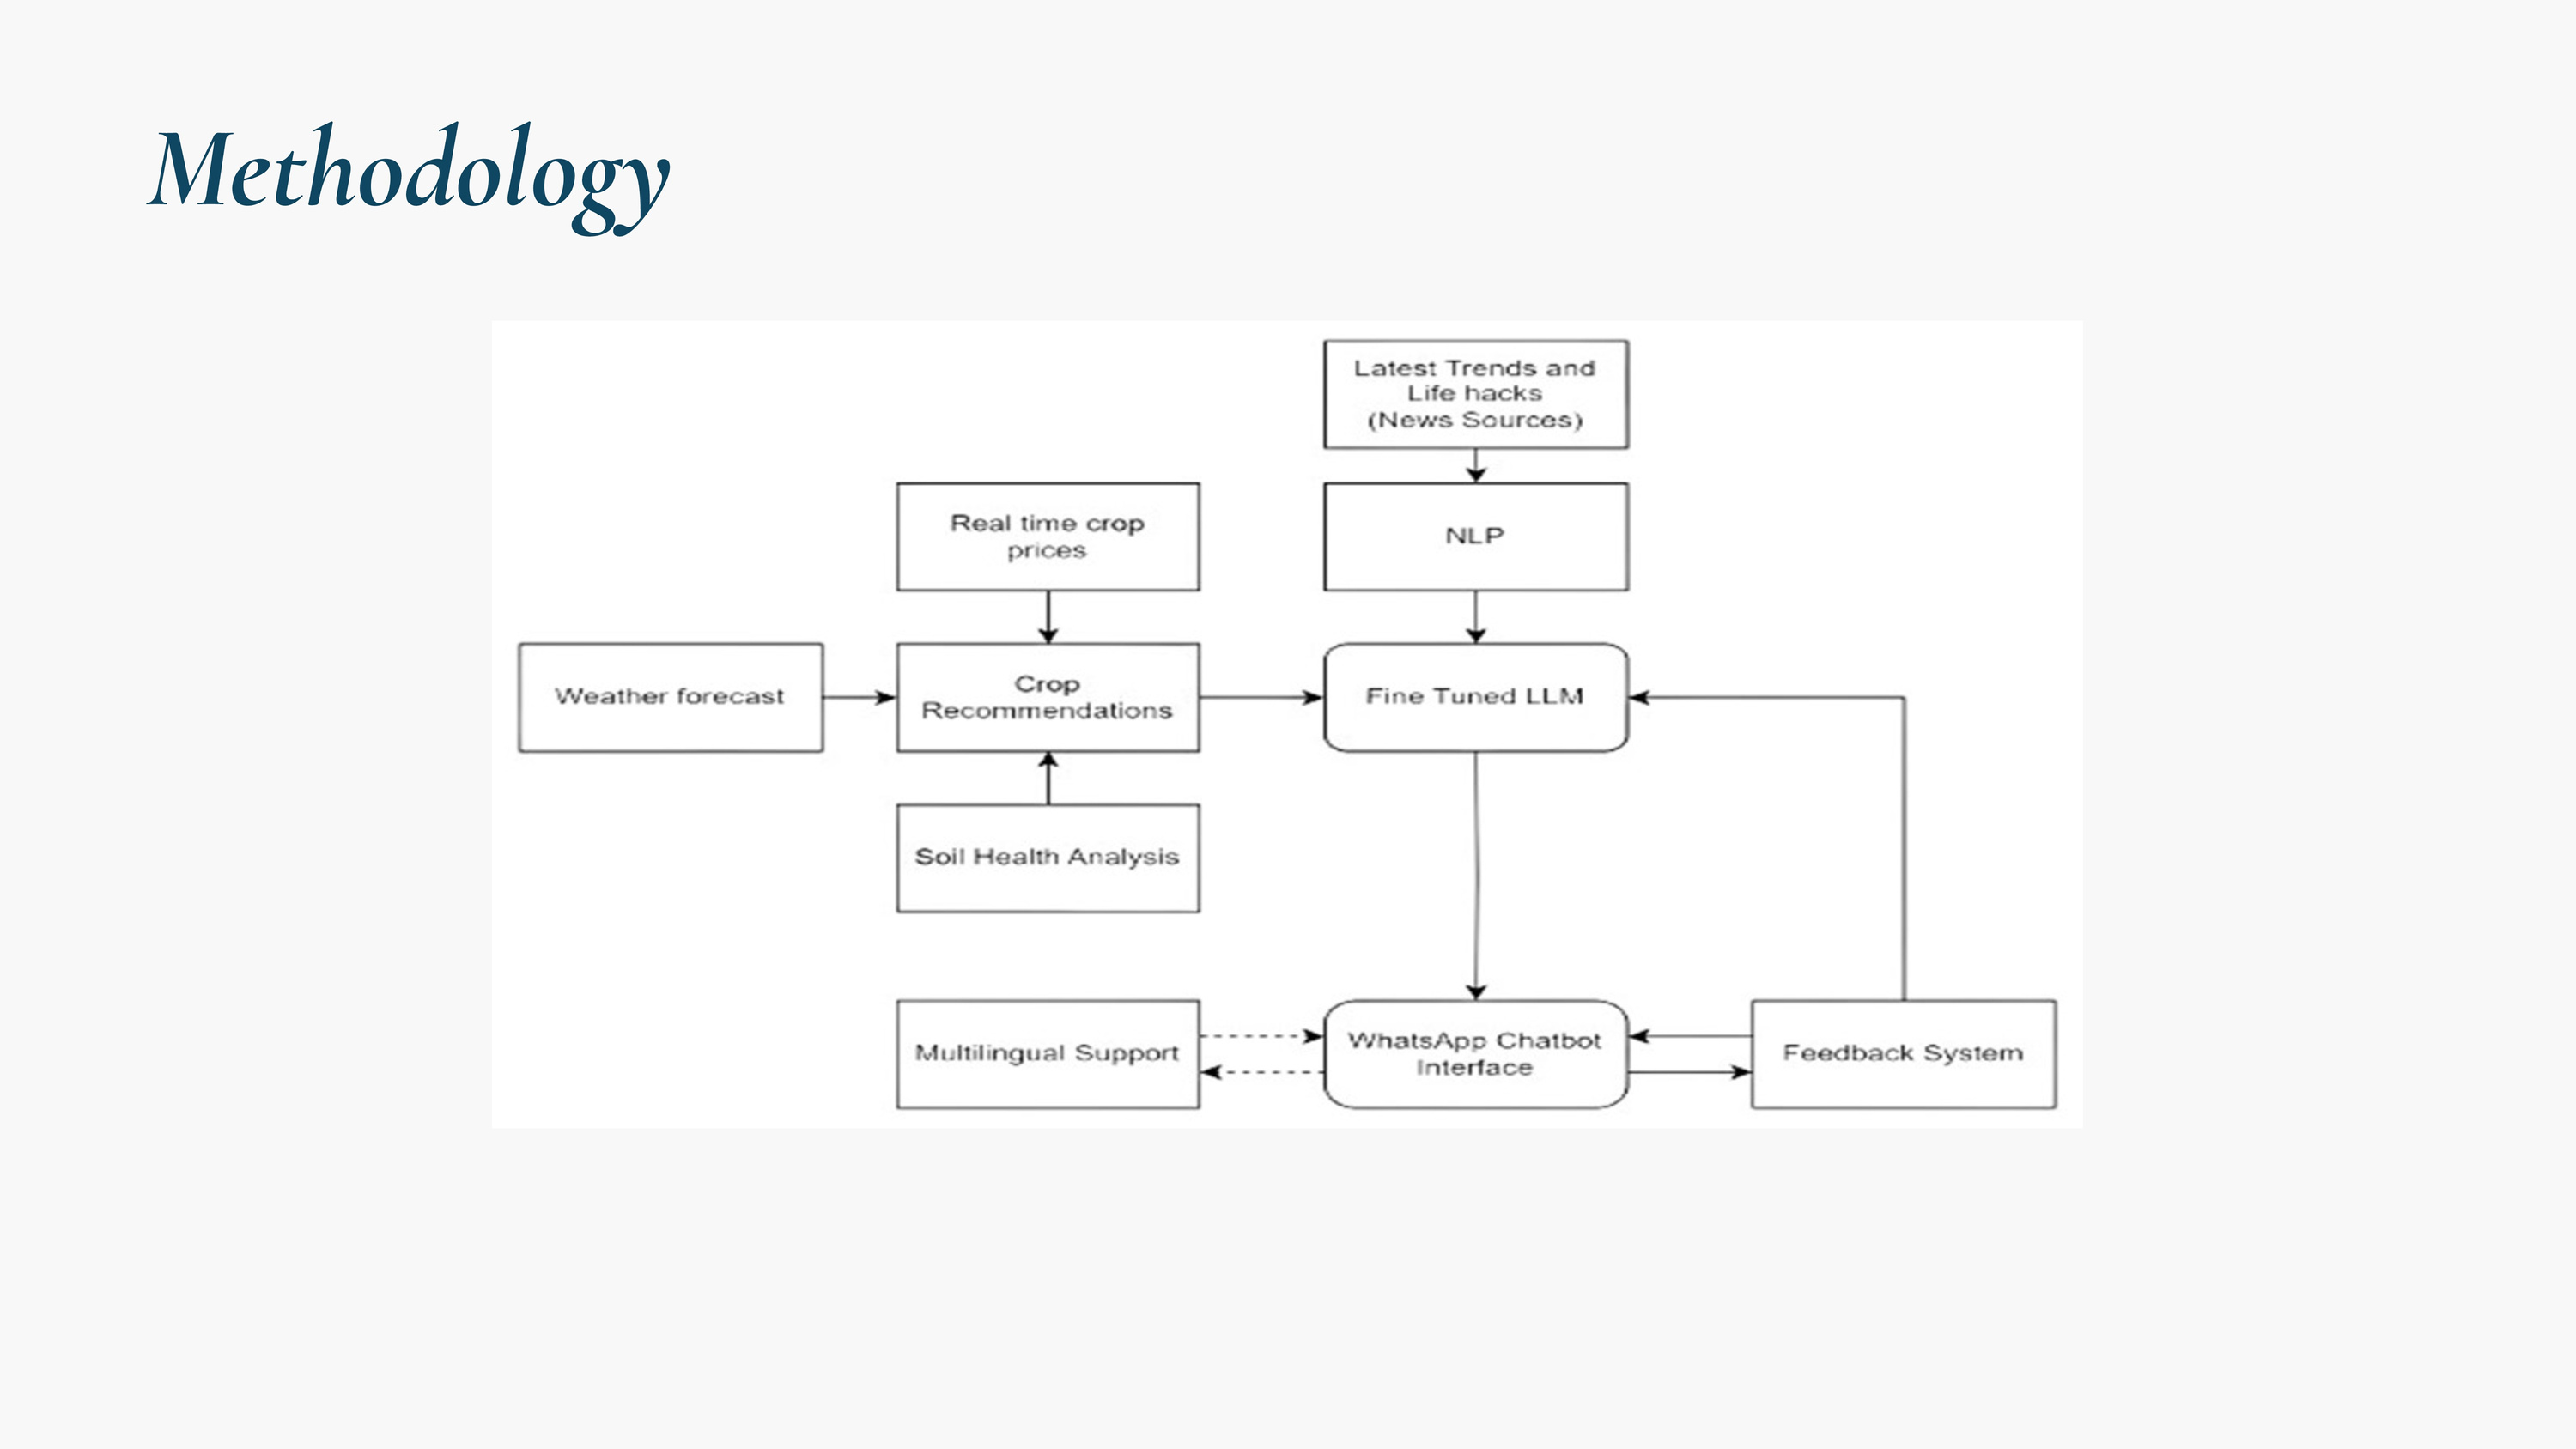 Methodology
Latest Trends and
Life hacks
(News Sources)
Real time crop
prices
NLP
Weather forecast
Crop
Recommendations
Fine Tuned LLM
Soil Health Analysis
Multilingual Support
WhatsApp Chatbot
Interface
Feedback System